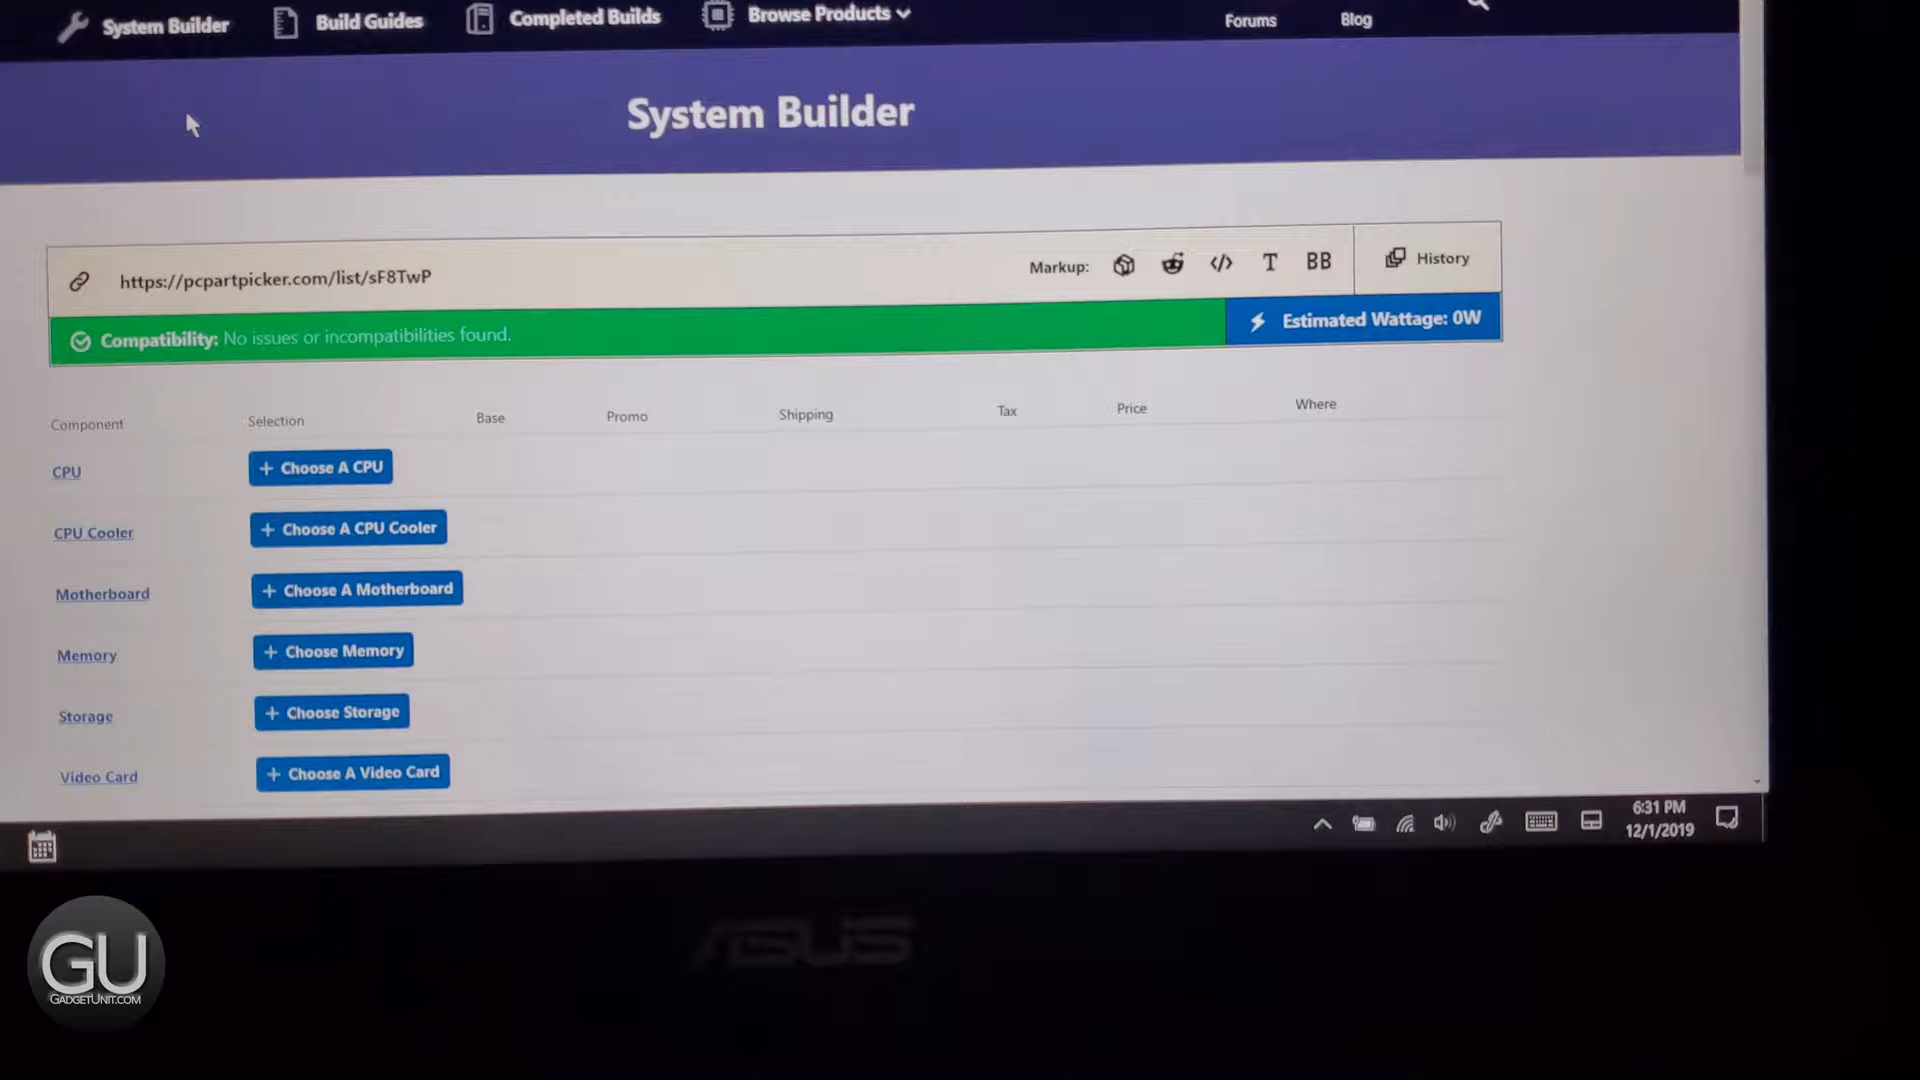 System Builder
Build Guides
Completed Builds
Browse Products
Forums
Blog
System Builder
https://pcpartpicker.com/list/sF8TwP
Markup:
T
BB
History
Compatibility: No issues or incompatibilities found.
Estimated Wattage: 0W
Component
Selection
Base
Promo
Shipping
Tax
Price
Where
CPU
+ Choose A CPU
CPU Cooler
+ Choose A CPU Cooler
Motherboard
+ Choose A Motherboard
Memory
+ Choose Memory
Storage
+ Choose Storage
Video Card
+ Choose A Video Card
6:31 PM
12/1/2019
ASUS
GU
GADGETUNIT.COM